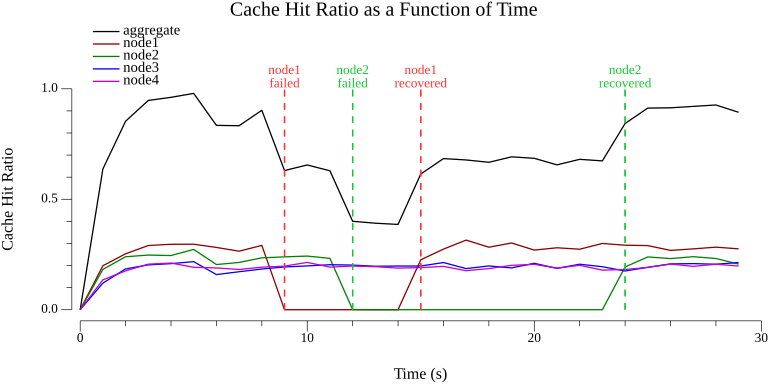 Cache Hit Ratio as a Function of Time
aggregate
node1
node2
node3
node4
node1
failed
node2
failed
node1
recovered
node2
recovered
1.0
0.5
0.0
Cache Hit Ratio
0
10
20
30
Time (s)